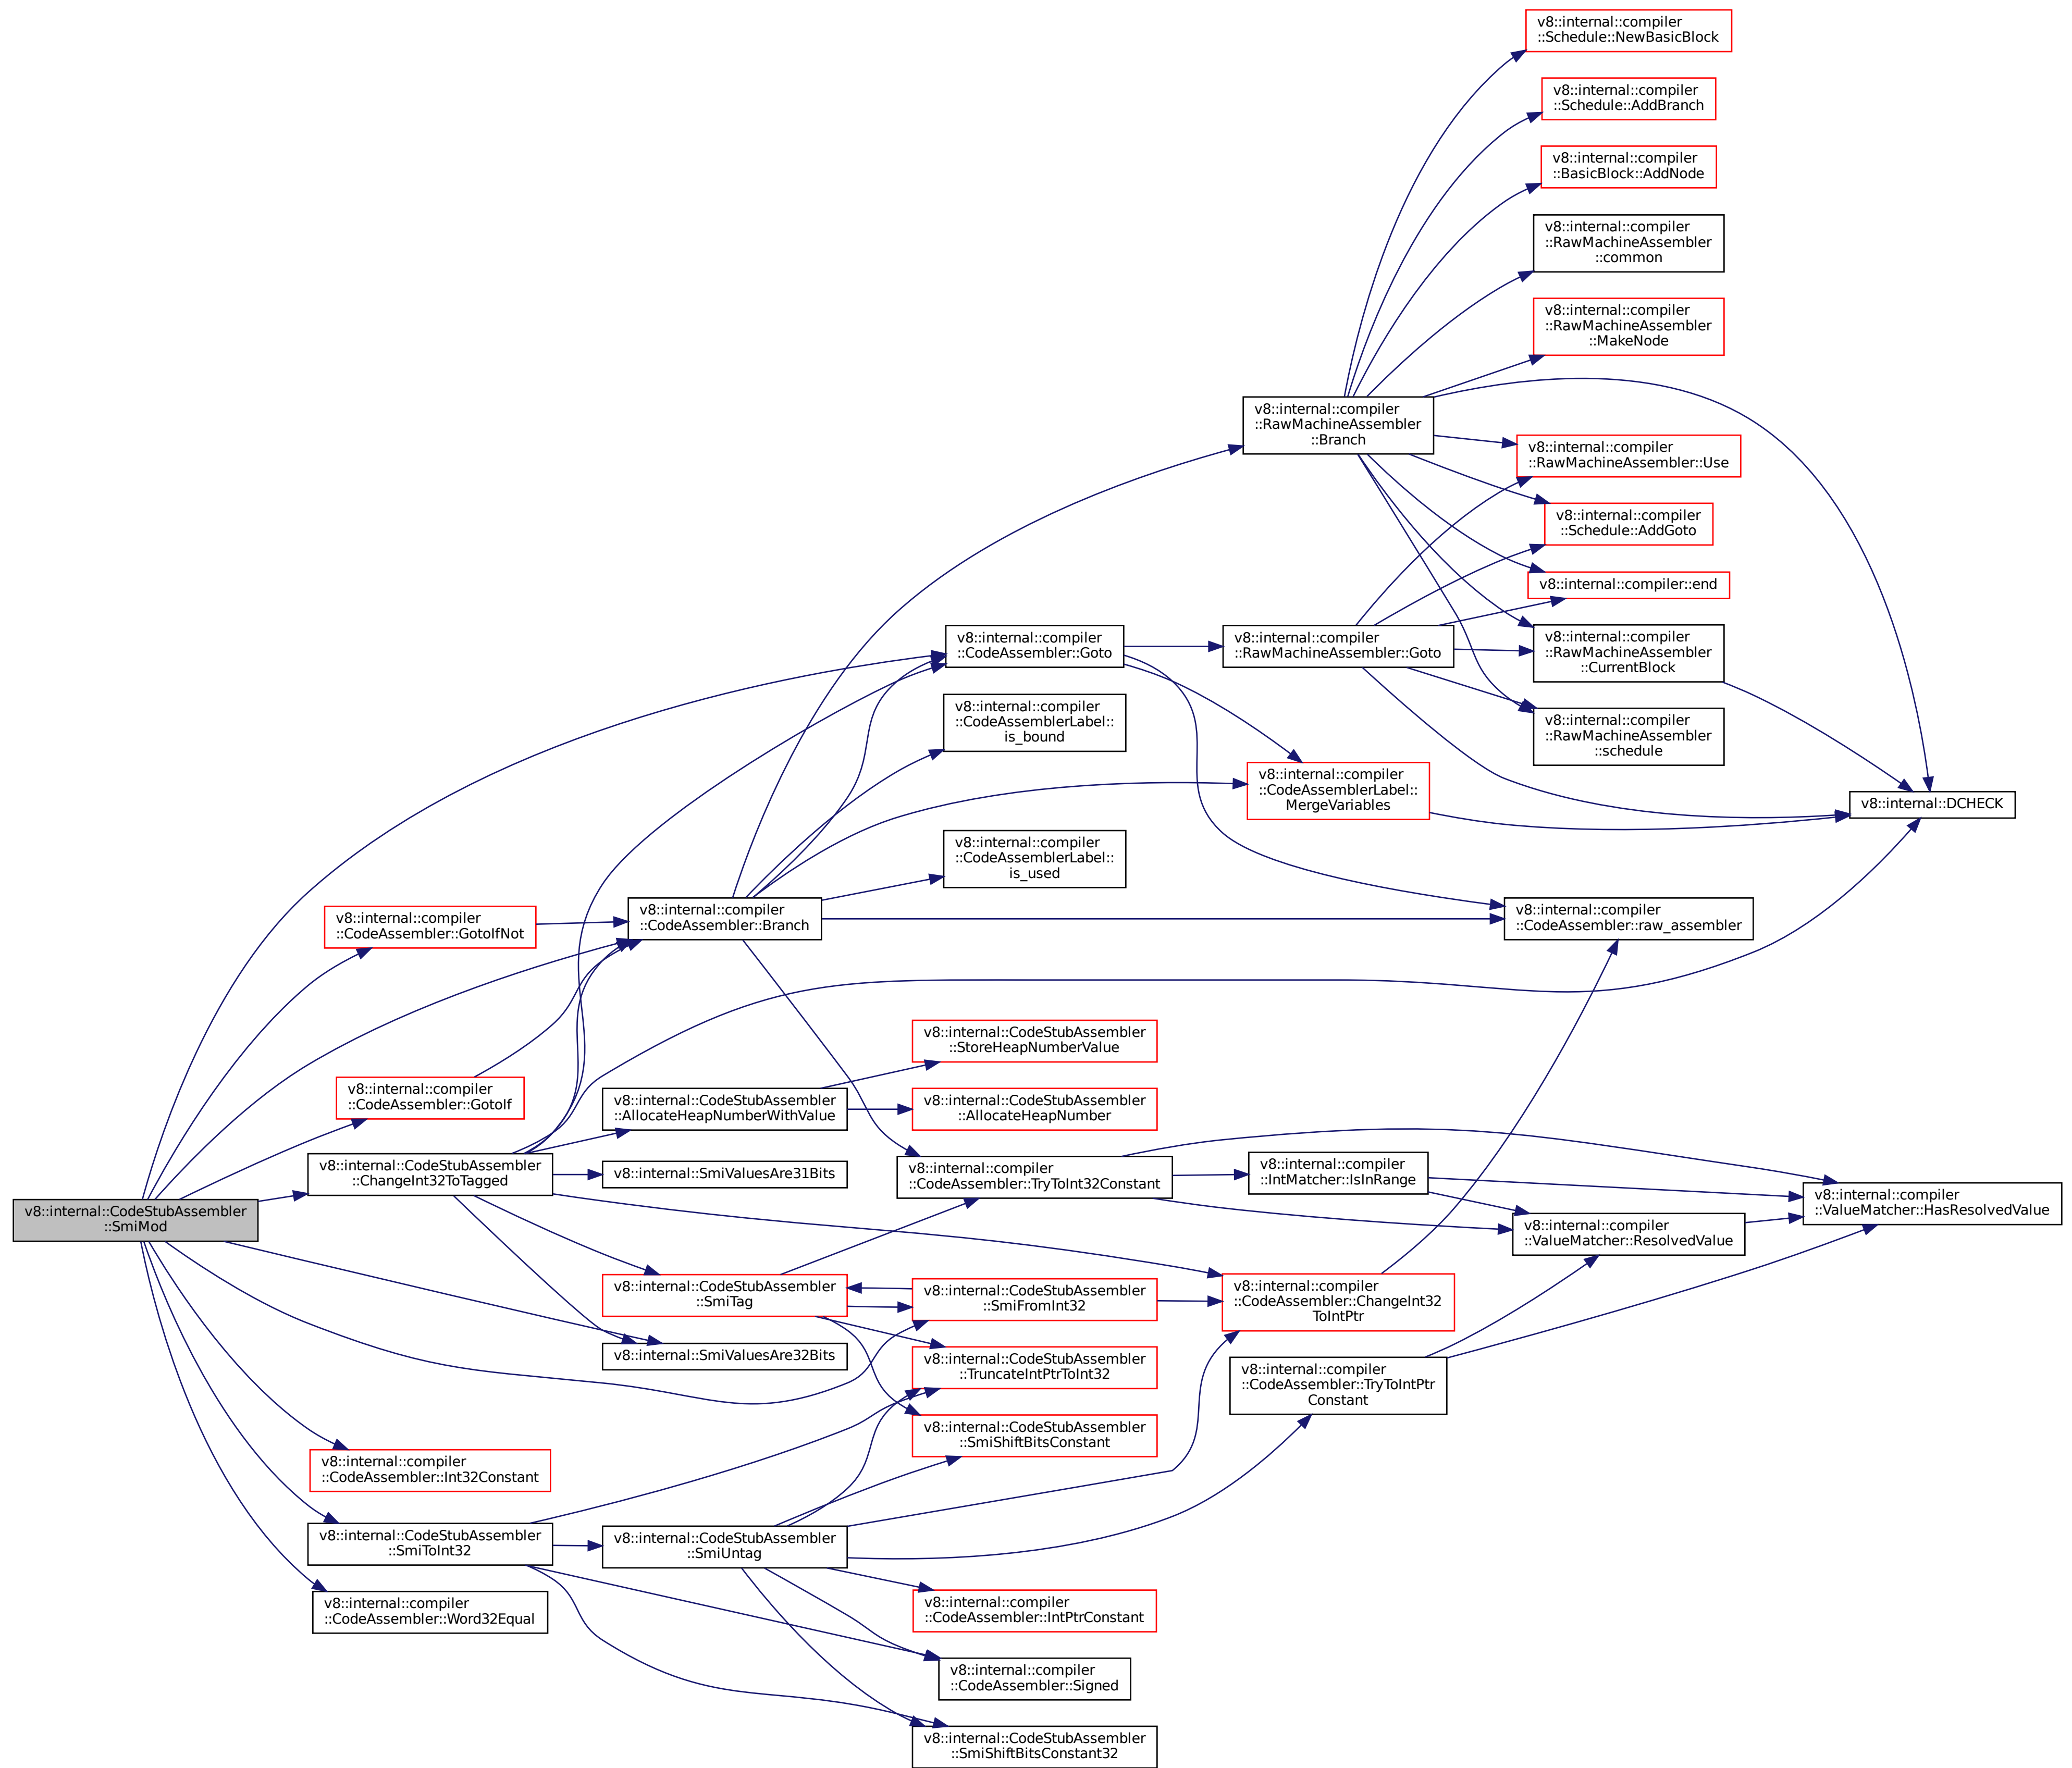 v8::internal::compiler
::Schedule::NewBasicBlock
v8::internal::compiler
::Schedule::AddBranch
v8::internal::compiler
::BasicBlock::AddNode
v8::internal::compiler
::RawMachineAssembler
::common
v8::internal::compiler
::RawMachineAssembler
::MakeNode
v8::internal::compiler
::RawMachineAssembler
::Branch
v8::internal::compiler
::RawMachineAssembler::Use
v8::internal::compiler
::Schedule::AddGoto
v8::internal::compiler::end
v8::internal::compiler
::CodeAssembler::Goto
v8::internal::compiler
::RawMachineAssembler::Goto
v8::internal::compiler
::RawMachineAssembler
::CurrentBlock
v8::internal::compiler
::CodeAssemblerLabel::
is_bound
v8::internal::compiler
::RawMachineAssembler
::schedule
v8::internal::compiler
::CodeAssemblerLabel::
MergeVariables
v8::internal::DCHECK
v8::internal::compiler
::CodeAssemblerLabel::
is_used
v8::internal::compiler
::CodeAssembler::GotoIfNot
v8::internal::compiler
::CodeAssembler::Branch
v8::internal::compiler
::CodeAssembler::raw_assembler
v8::internal::CodeStubAssembler
::StoreHeapNumberValue
v8::internal::compiler
::CodeAssembler::GotoIf
v8::internal::CodeStubAssembler
::AllocateHeapNumberWithValue
v8::internal::CodeStubAssembler
::AllocateHeapNumber
v8::internal::CodeStubAssembler
::ChangeInt32ToTagged
v8::internal::SmiValuesAre31Bits
v8::internal::compiler
::CodeAssembler::TryToInt32Constant
v8::internal::compiler
::IntMatcher::IsInRange
v8::internal::compiler
::ValueMatcher::HasResolvedValue
v8::internal::CodeStubAssembler
::SmiMod
v8::internal::compiler
::ValueMatcher::ResolvedValue
v8::internal::CodeStubAssembler
::SmiTag
v8::internal::CodeStubAssembler
::SmiFromInt32
v8::internal::compiler
::CodeAssembler::ChangeInt32
ToIntPtr
v8::internal::SmiValuesAre32Bits
v8::internal::CodeStubAssembler
::TruncateIntPtrToInt32
v8::internal::compiler
::CodeAssembler::TryToIntPtr
Constant
v8::internal::CodeStubAssembler
::SmiShiftBitsConstant
v8::internal::compiler
::CodeAssembler::Int32Constant
v8::internal::CodeStubAssembler
::SmiToInt32
v8::internal::CodeStubAssembler
::SmiUntag
v8::internal::compiler
::CodeAssembler::Word32Equal
v8::internal::compiler
::CodeAssembler::IntPtrConstant
v8::internal::compiler
::CodeAssembler::Signed
v8::internal::CodeStubAssembler
::SmiShiftBitsConstant32